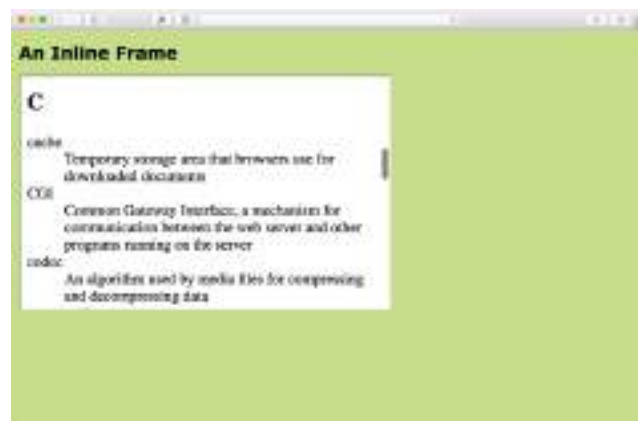 An Inline Frame
C
cache
Temporary storage area that browsers use for
downloaded documents
CGI
Common Gateway Interface, a mechanism for
communication between the web server and other
programs running on the server
codec
An algorithm used by media files for compressing
and decompressing data